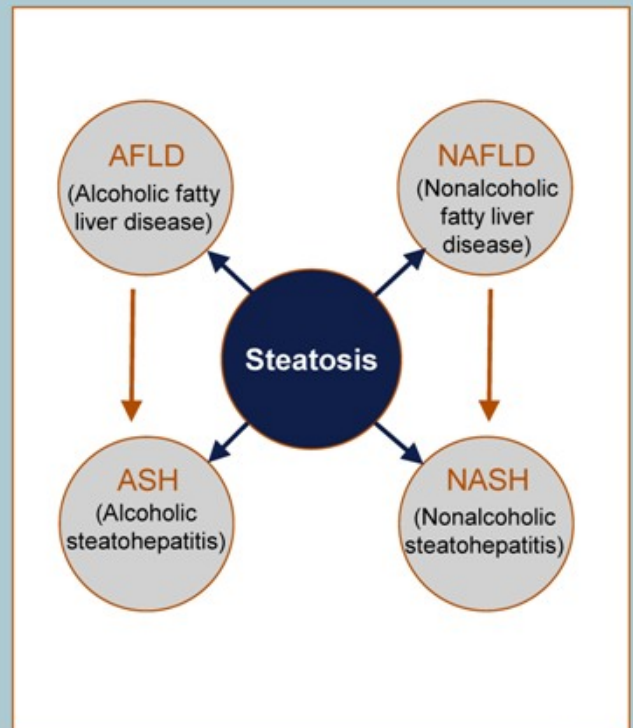 AFLD
(Alcoholic fatty
liver disease)
NAFLD
(Nonalcoholic
fatty liver
disease)
Steatosis
ASH
(Alcoholic
steatohepatitis)
NASH
(Nonalcoholic
steatohepatitis)